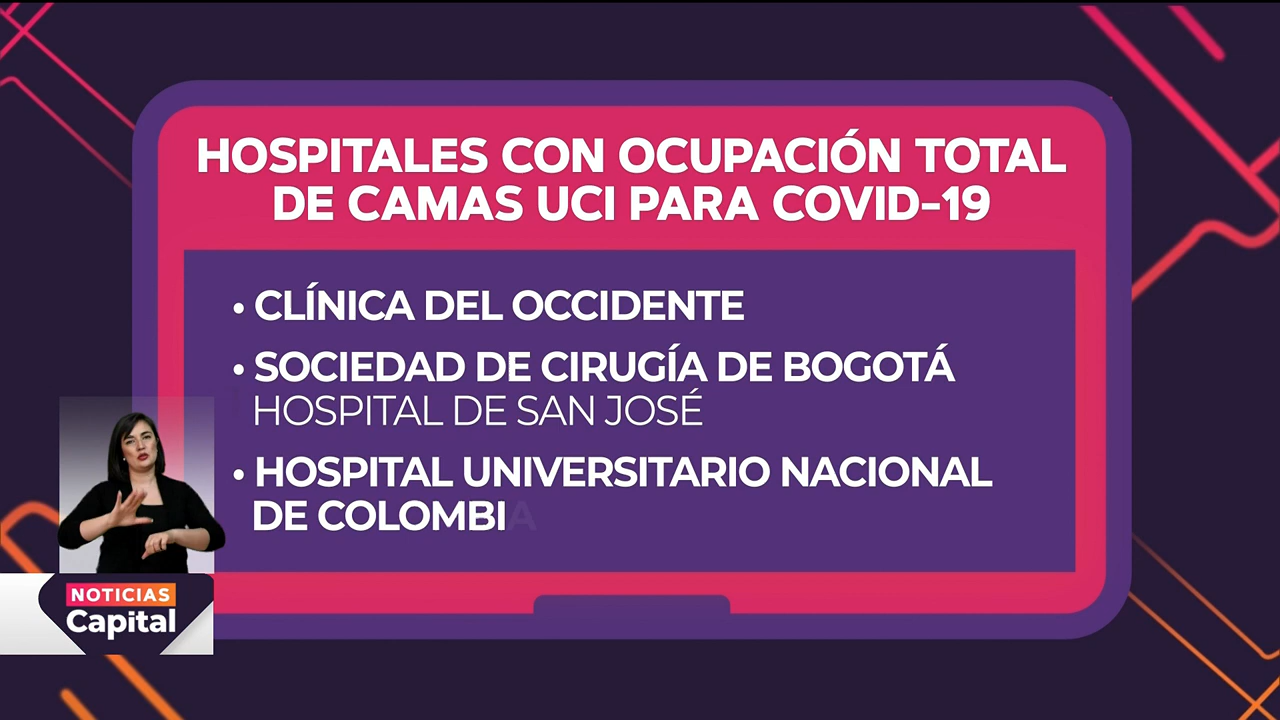 HOSPITALES CON OCUPACIÓN TOTAL
DE CAMAS UCI PARA COVID-19
• CLÍNICA DEL OCCIDENTE
• SOCIEDAD DE CIRUGÍA DE BOGOTÁ
HOSPITAL DE SAN JOSÉ
• HOSPITAL UNIVERSITARIO NACIONAL
DE COLOMBIA
NOTICIAS
Capital